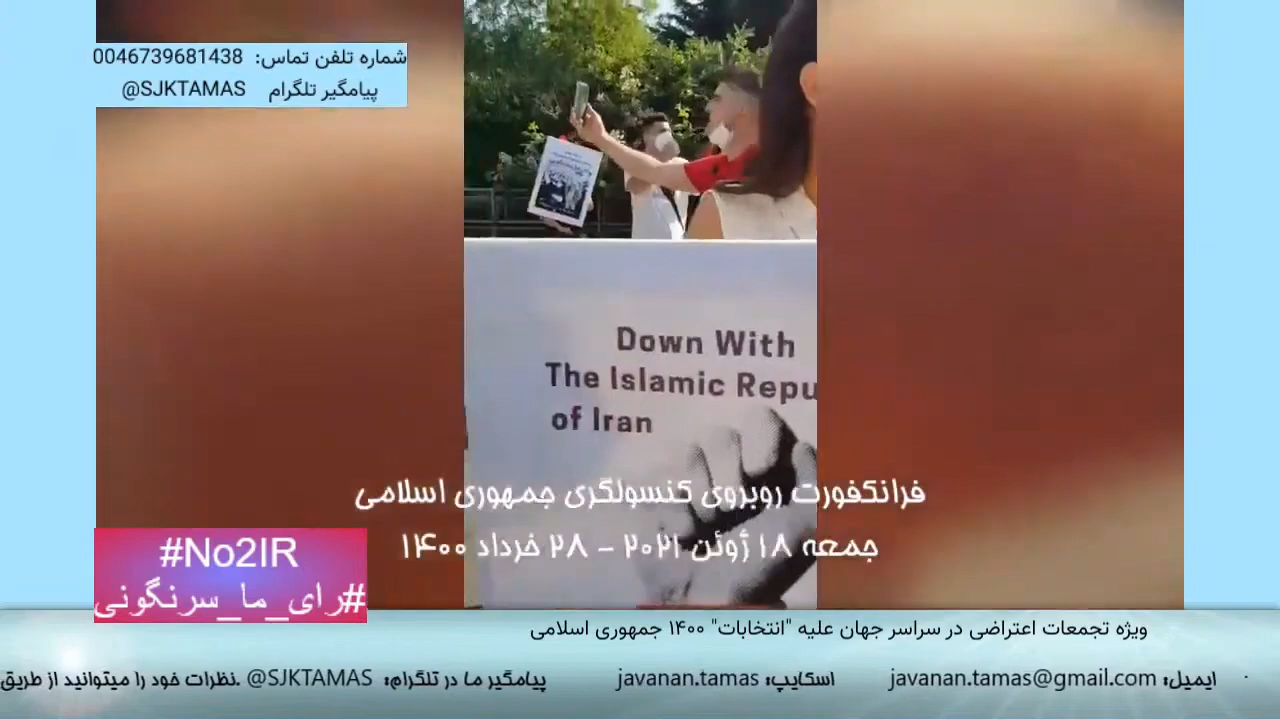 شماره تلفن تماس: 0046739681438
پیامگیر تلگرام @SJKTAMAS
Down With
The Islamic Repu
of Iran
فرانکفورت روبروی کنسولگری جمهوری اسلامی
جمعه ۱۸ ژوئن ۲۰۲۱ - ۲۸ خرداد ۱۴۰۰
#No2IR
#رای_ما_سرنگونی
ویژه تجمعات اعتراضی در سراسر جهان علیه "انتخابات" ۱۴۰۰ جمهوری اسلامی
ایمیل: javanan.tamas@gmail.com اسکایپ: javanan.tamas پیامگیر ما در تلگرام: @SJKTAMAS .نظرات خود را میتوانید از طریق